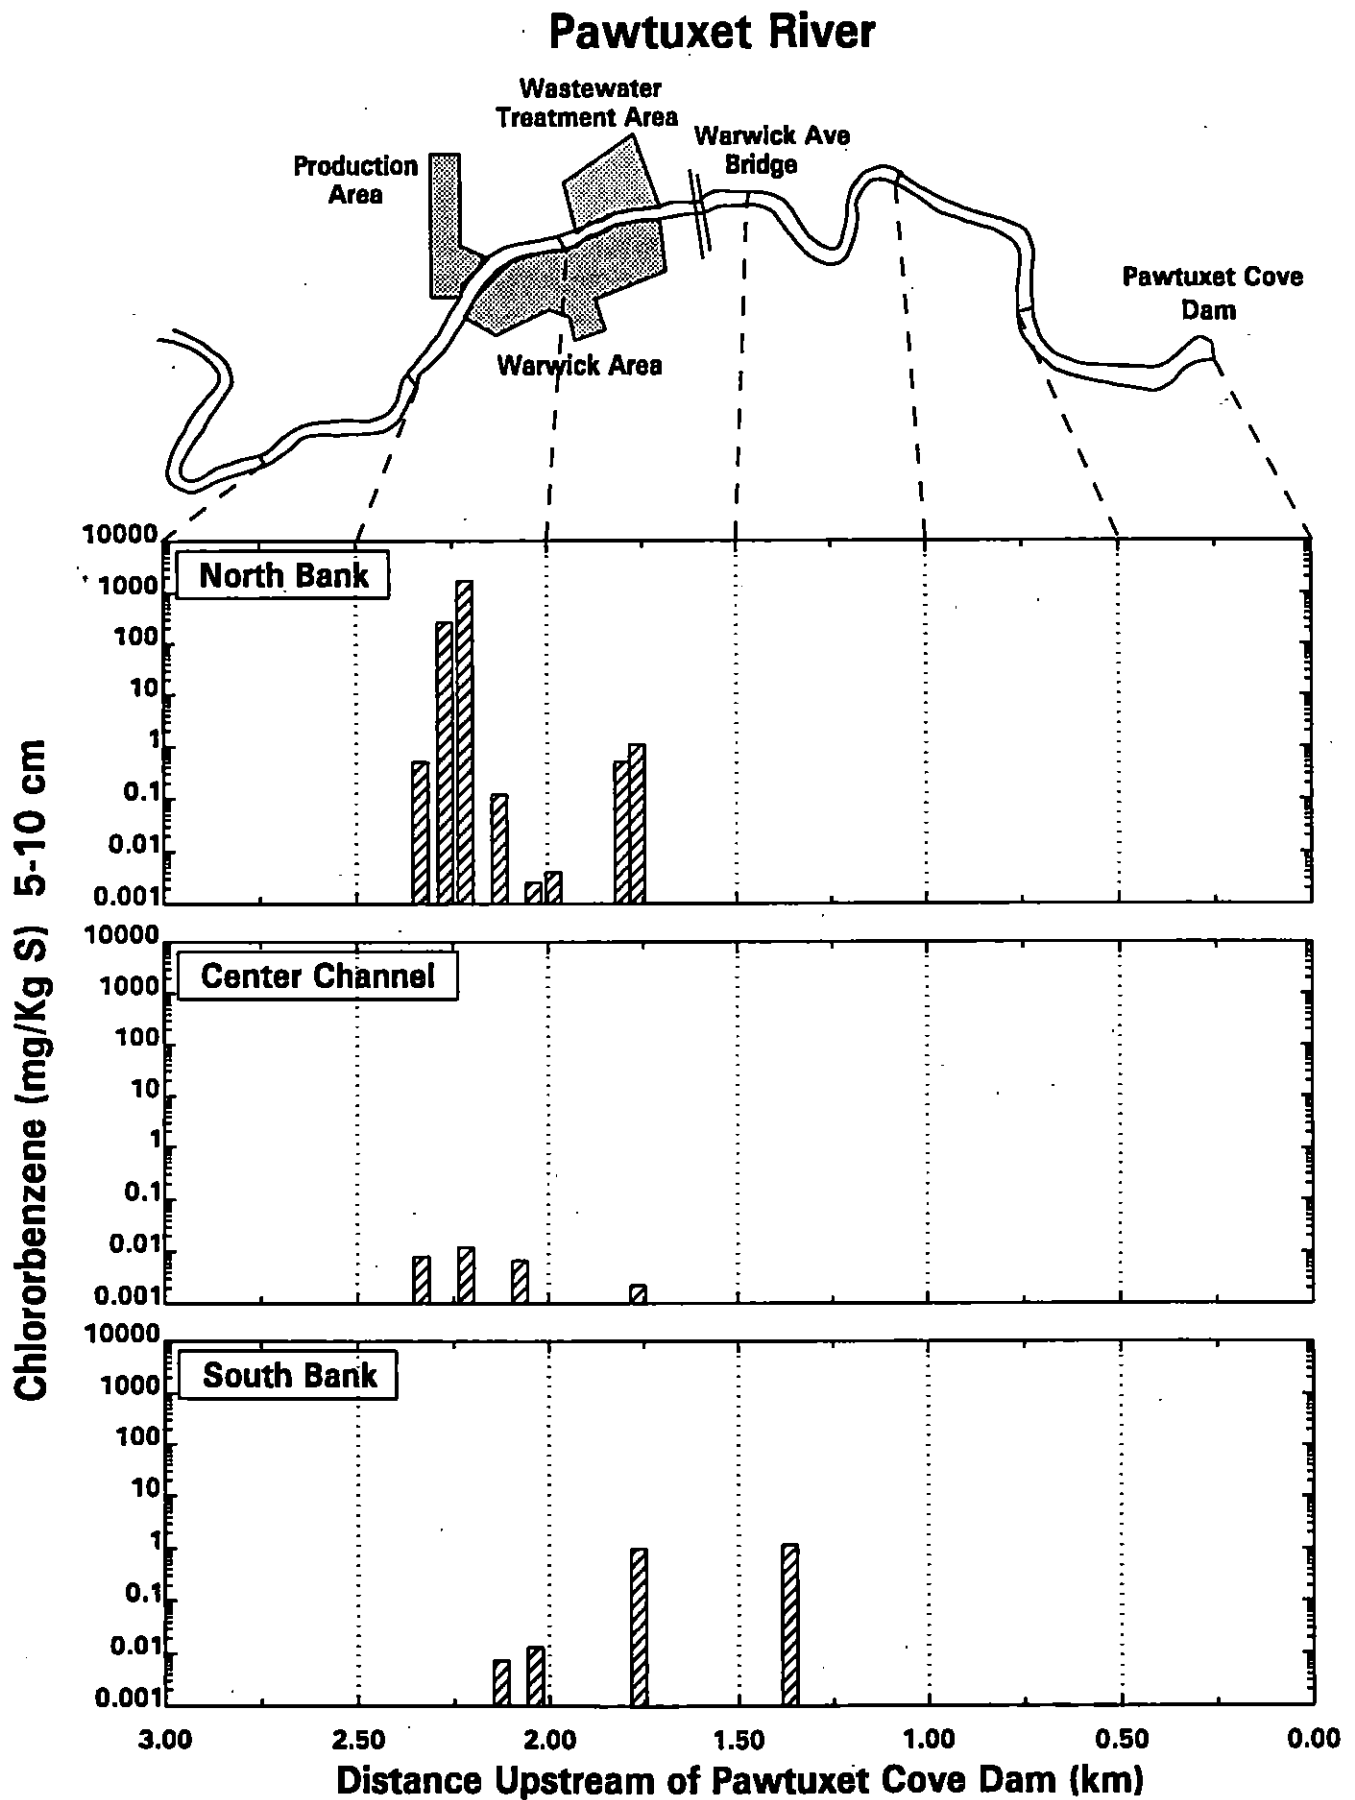 Pawtuxet River
Wastewater
Treatment Area
Warwick Ave
Bridge
Production
Area
Pawtuxet Cove
Dam
Warwick Area
Chlororbenzene (mg/Kg S) 5-10 cm
10000
North Bank
1000
100
10
1
0.1
0.01
0.001
10000
Center Channel
1000
100
10
1
0.1
0.01
0.001
10000
South Bank
1000
100
10
1
0.1
0.01
0.001
3.00 2.50 2.00 1.50 1.00 0.50 0.00
Distance Upstream of Pawtuxet Cove Dam (km)